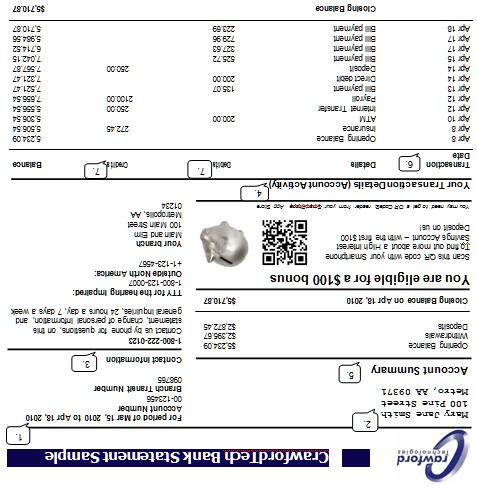 Crawford
Technologies
CrawfordTech Bank Statement Sample
1.
2.
Mary Jane Smith
100 Pine Street
Metro, AA 09371
For period of Mar 15, 2010 to Apr 18, 2010
Account Number
00-123456
Branch Transit Number
098765
5.
Account Summary
Opening Balance $5,234.09
Withdrawals $2,395.67
Deposits $2,872.45
Closing Balance on Apr 18, 2010 $5,710.87
3.
Contact Information
1-800-222-0123
Contact us by phone for questions, on this
statement, change of personal information, and
general inquiries, 24 hours a day, 7 days a week
TTY for the hearing impaired:
1-800-123-0007
Outside North America:
+1-123-4567
Your Branch
Main and Elm
100 Main Street
Metropolis, AA,
01234
You are eligible for a $100 bonus
Scan this QR code with your Smartphone
To find out more about a High Interest
Saving Account – with the first $100
Deposit on us!
You may need to get a QR Code reader from your App Store
4.
Your Transaction Details (Account Activity)
6.
7.
7.
Transaction Date Details Debits Credits Balance
Apr 8 Opening Balance 5,234.09
Apr 8 Insurance 272.45 5,506.54
Apr 10 ATM 200.00 5,306.54
Apr 12 Internet Transfer 250.00 5,556.54
Apr 12 Payroll 2100.00 7,656.54
Apr 13 Bill payment 135.07 7,521.47
Apr 14 Direct debit 200.00 7,321.47
Apr 14 Deposit 250.00 7,567.87
Apr 15 Bill payment 525.72 7,042.15
Apr 17 Bill payment 327.63 6,714.52
Apr 17 Bill payment 729.96 5,984.56
Apr 18 Bill payment 223.69 5,710.87
Closing Balance $5,710.87